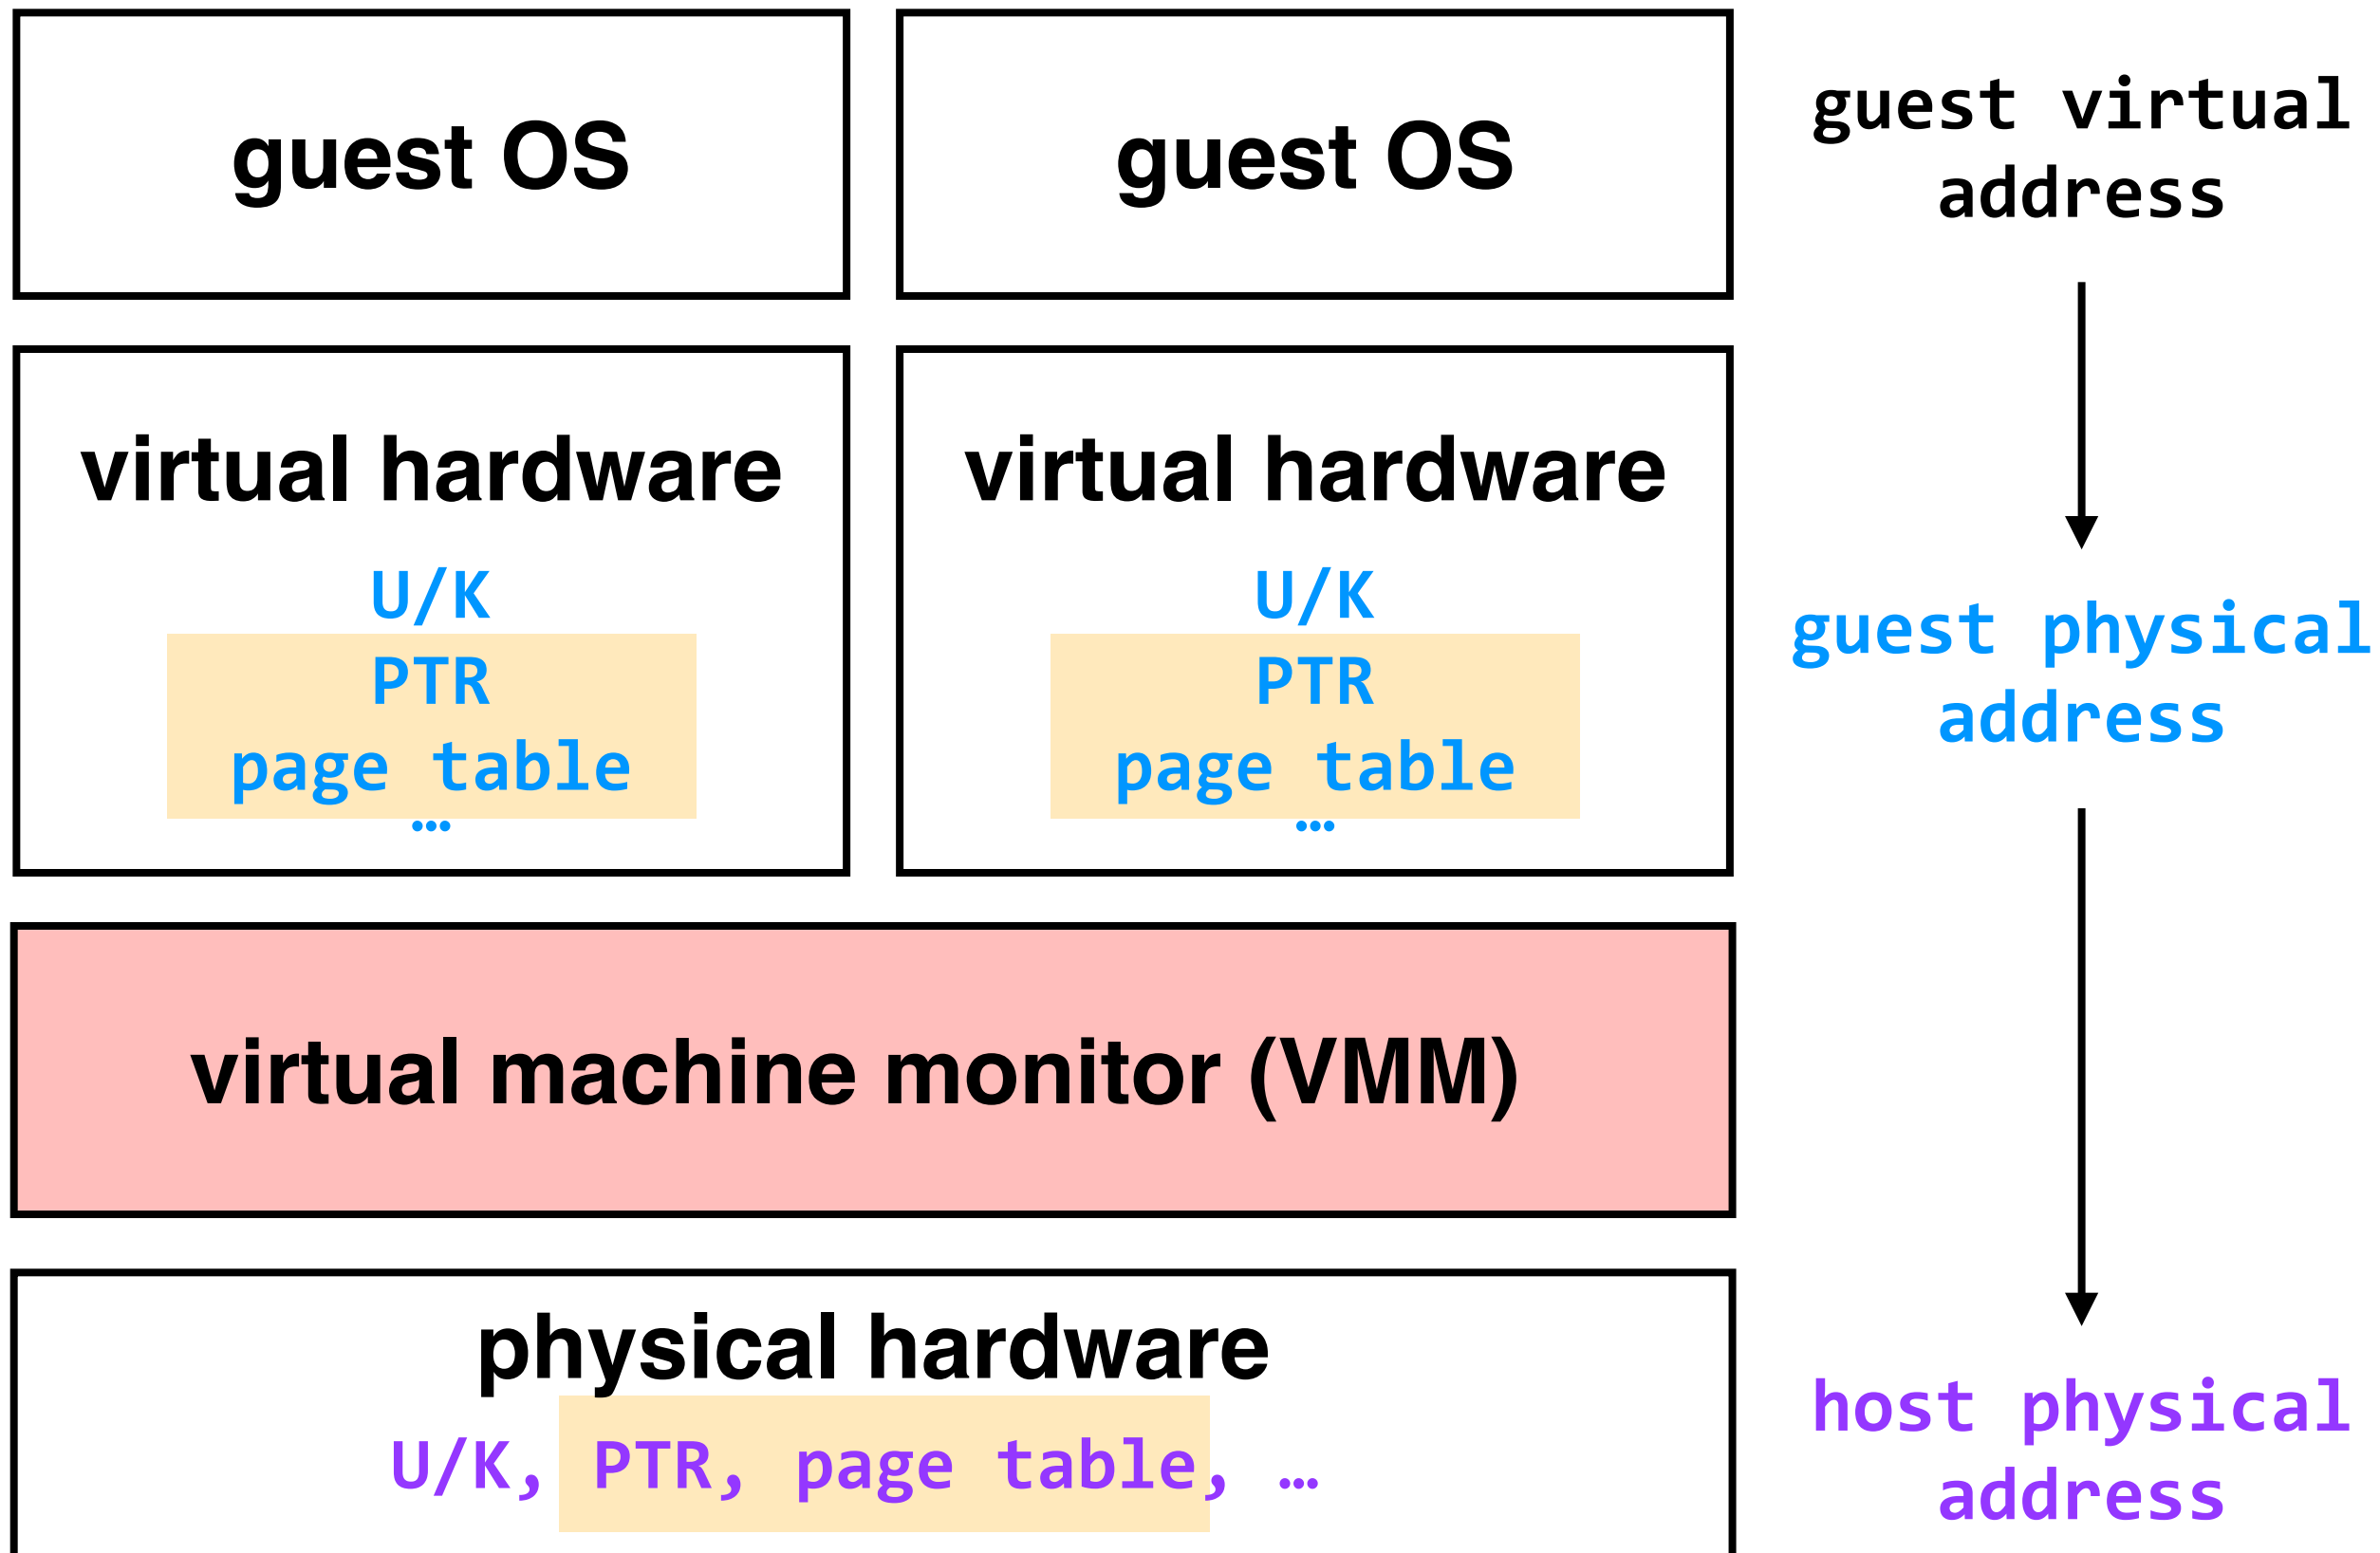 guest OS
guest OS
guest virtual
address
virtual hardware
U/K
PTR
page table
…
virtual hardware
U/K
PTR
page table
…
guest physical
address
virtual machine monitor (VMM)
physical hardware
U/K, PTR, page table, …
host physical
address